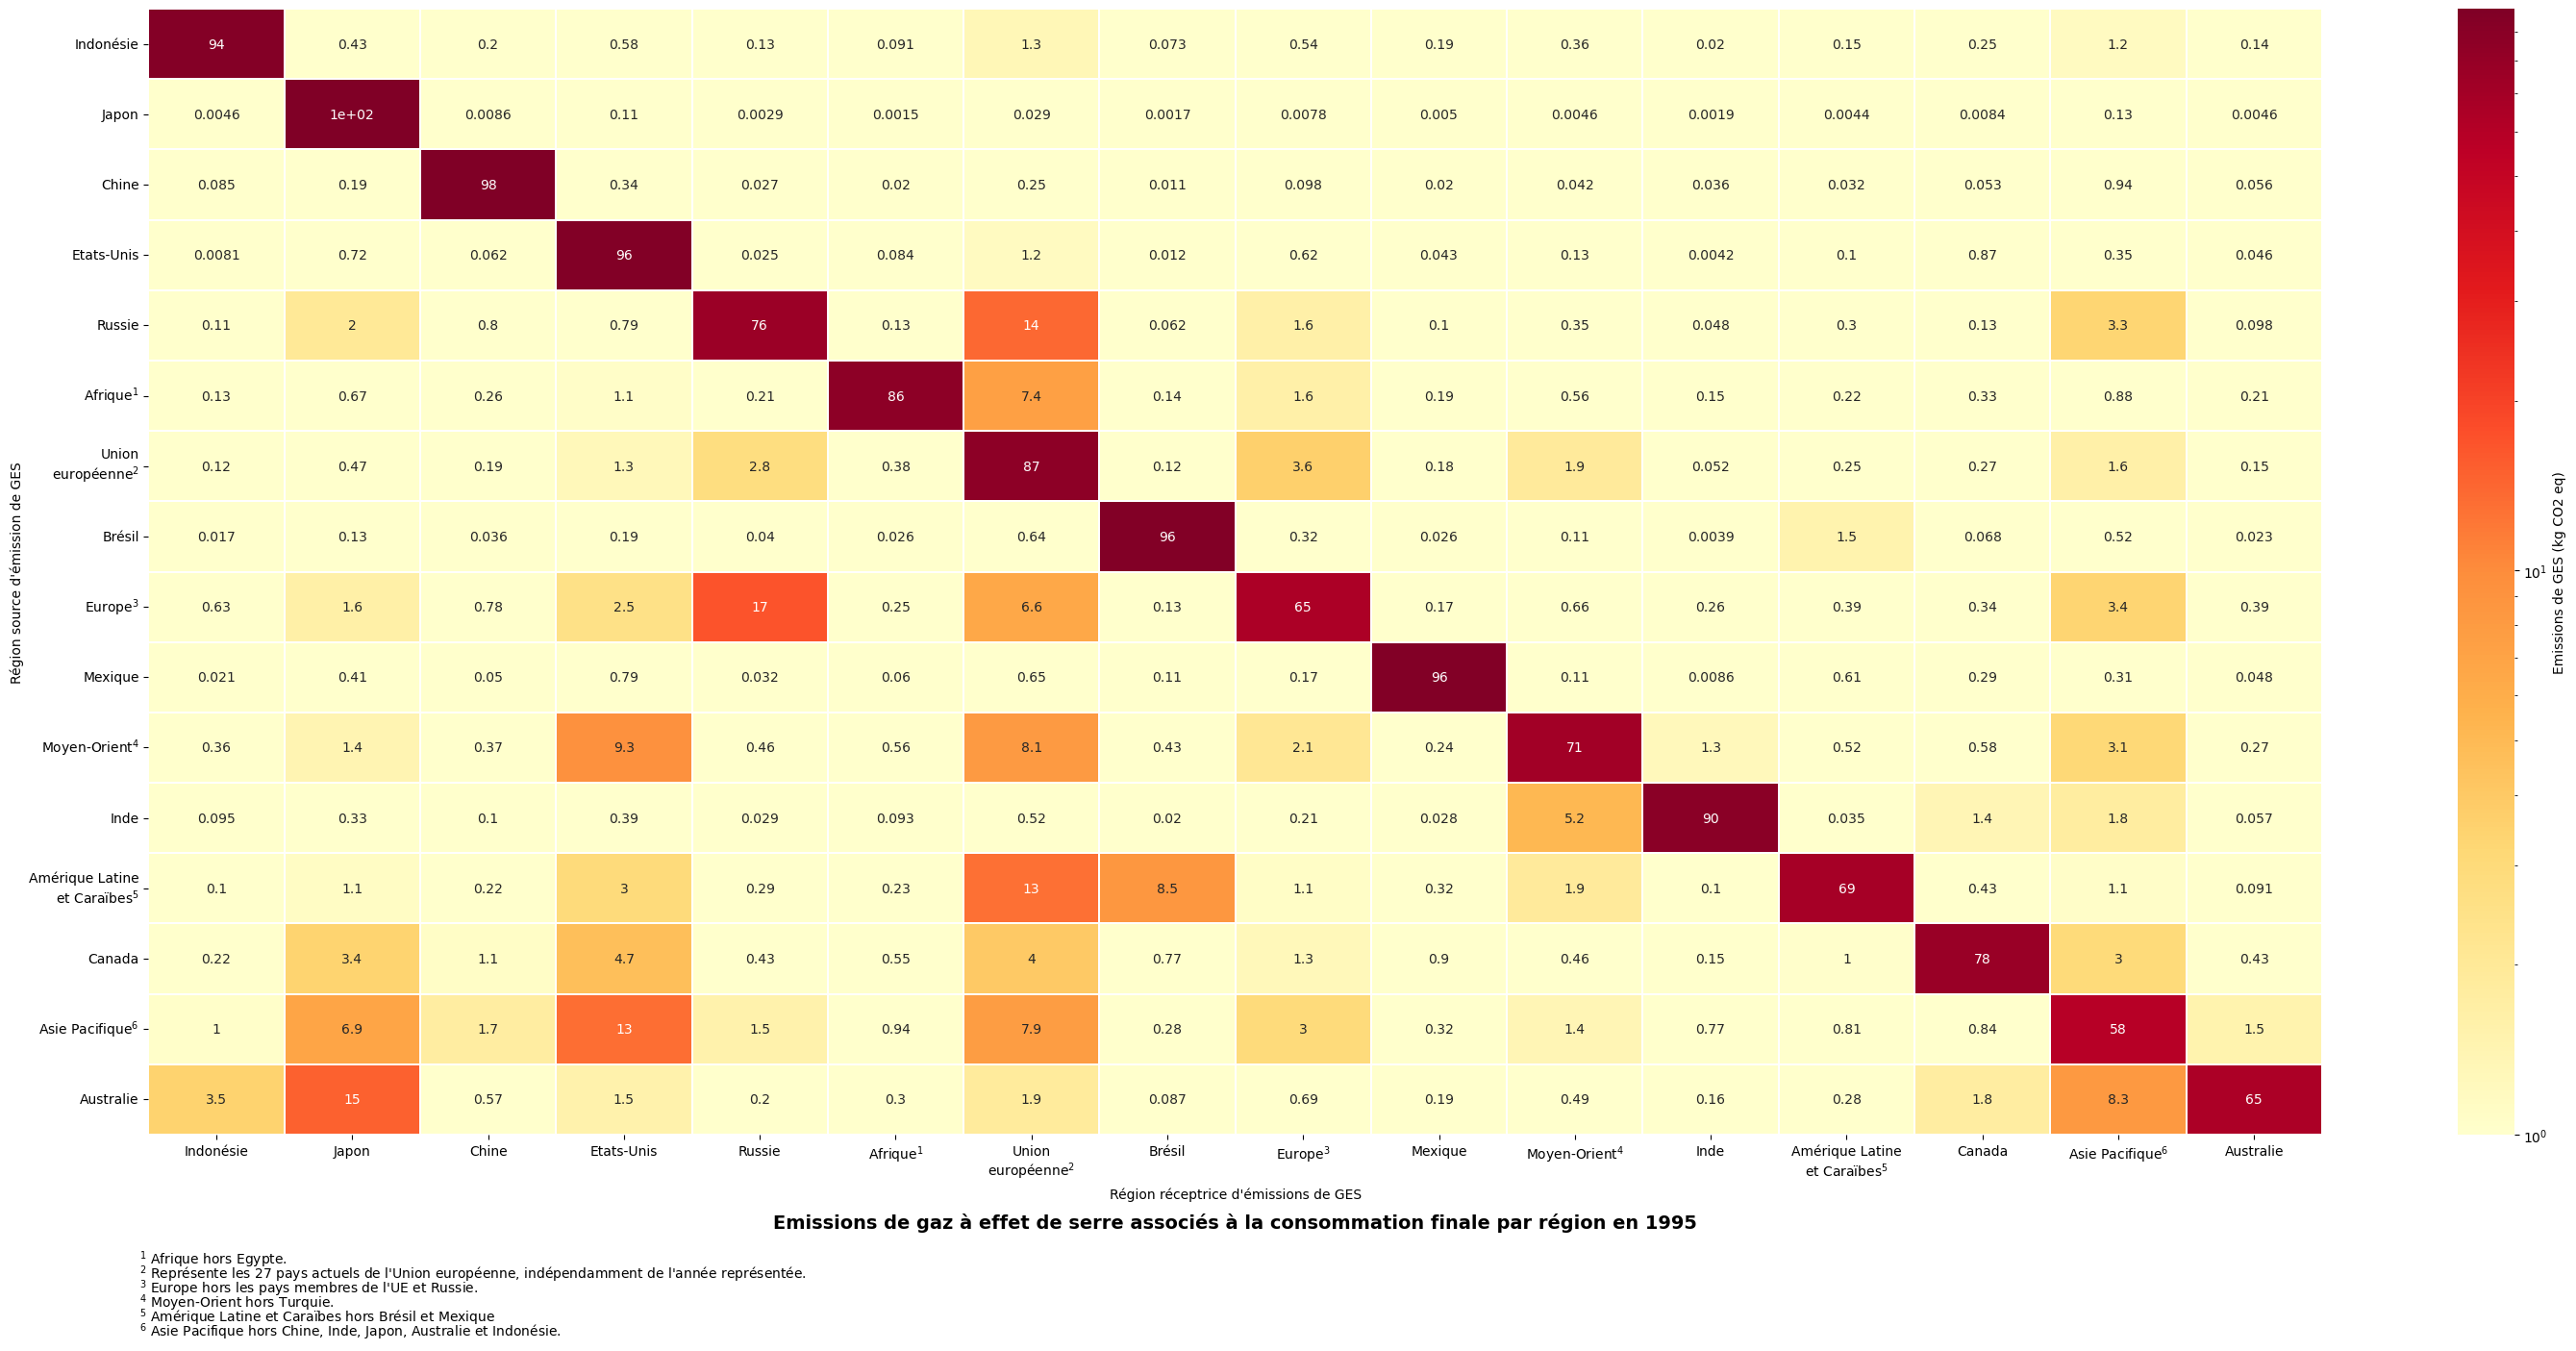 Indonésie 94 0.43 0.2 0.58 0.13 0.091 1.3 0.073 0.54 0.19 0.36 0.02 0.15 0.25 1.2 0.14
Japon 0.0046 1e+02 0.0086 0.11 0.0029 0.0015 0.029 0.0017 0.0078 0.005 0.0046 0.0019 0.0044 0.0084 0.13 0.0046
Chine 0.085 0.19 98 0.34 0.027 0.02 0.25 0.011 0.098 0.02 0.042 0.036 0.032 0.053 0.94 0.056
Etats-Unis 0.0081 0.72 0.062 96 0.025 0.084 1.2 0.012 0.62 0.043 0.13 0.0042 0.1 0.87 0.35 0.046
Russie 0.11 2 0.8 0.79 76 0.13 14 0.062 1.6 0.1 0.35 0.048 0.3 0.13 3.3 0.098
Afrique¹ 0.13 0.67 0.26 1.1 0.21 86 7.4 0.14 1.6 0.19 0.56 0.15 0.22 0.33 0.88 0.21
Union
européenne² 0.12 0.47 0.19 1.3 2.8 0.38 87 0.12 3.6 0.18 1.9 0.052 0.25 0.27 1.6 0.15
Brésil 0.017 0.13 0.036 0.19 0.04 0.026 0.64 96 0.32 0.026 0.11 0.0039 1.5 0.068 0.52 0.023
Europe³ 0.63 1.6 0.78 2.5 17 0.25 6.6 0.13 65 0.17 0.66 0.26 0.39 0.34 3.4 0.39
Mexique 0.021 0.41 0.05 0.79 0.032 0.06 0.65 0.11 0.17 96 0.11 0.0086 0.61 0.29 0.31 0.048
Moyen-Orient⁴ 0.36 1.4 0.37 9.3 0.46 0.56 8.1 0.43 2.1 0.24 71 1.3 0.52 0.58 3.1 0.27
Inde 0.095 0.33 0.1 0.39 0.029 0.093 0.52 0.02 0.21 0.028 5.2 90 0.035 1.4 1.8 0.057
Amérique Latine
et Caraïbes⁵ 0.1 1.1 0.22 3 0.29 0.23 13 8.5 1.1 0.32 1.9 0.1 69 0.43 1.1 0.091
Canada 0.22 3.4 1.1 4.7 0.43 0.55 4 0.77 1.3 0.9 0.46 0.15 1 78 3 0.43
Asie Pacifique⁶ 1 6.9 1.7 13 1.5 0.94 7.9 0.28 3 0.32 1.4 0.77 0.81 0.84 58 1.5
Australie 3.5 15 0.57 1.5 0.2 0.3 1.9 0.087 0.69 0.19 0.49 0.16 0.28 1.8 8.3 65
Indonésie Japon Chine Etats-Unis Russie Afrique¹ Union Brésil Europe³ Mexique Moyen-Orient⁴ Inde Amérique Latine Canada Asie Pacifique⁶ Australie
européenne² et Caraïbes⁵
Région source d'émission de GES
Région réceptrice d'émissions de GES
10¹
10⁰
Emissions de GES (kg CO2 eq)
Emissions de gaz à effet de serre associés à la consommation finale par région en 1995
¹ Afrique hors Egypte.
² Représente les 27 pays actuels de l'Union européenne, indépendamment de l'année représentée.
³ Europe hors les pays membres de l'UE et Russie.
⁴ Moyen-Orient hors Turquie.
⁵ Amérique Latine et Caraïbes hors Brésil et Mexique
⁶ Asie Pacifique hors Chine, Inde, Japon, Australie et Indonésie.